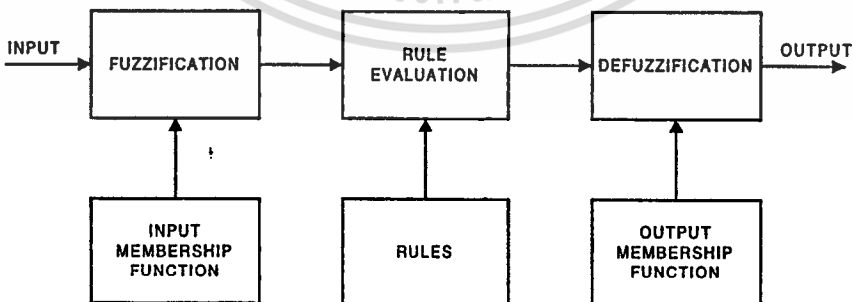 INPUT
FUZZIFICATION
RULE
EVALUATION
DEFUZZIFICATION
OUTPUT
INPUT
MEMBERSHIP
FUNCTION
RULES
OUTPUT
MEMBERSHIP
FUNCTION